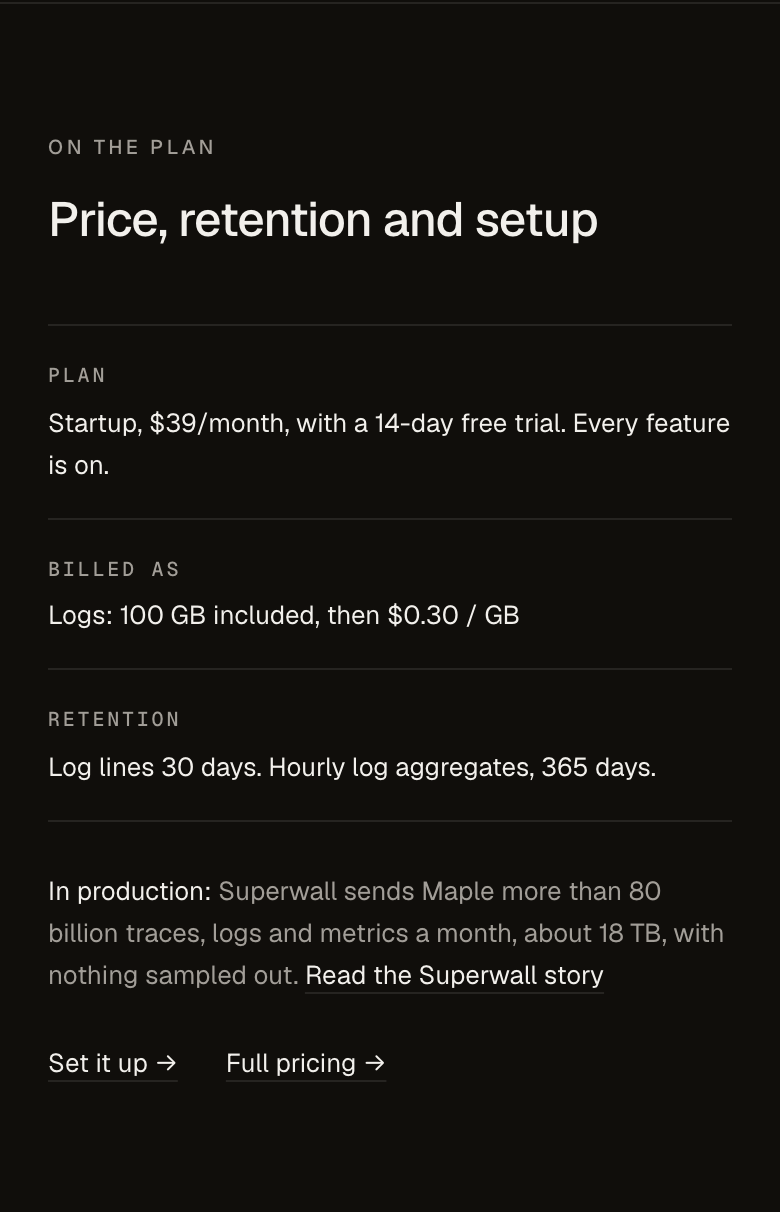 ON THE PLAN
Price, retention and setup
PLAN
Startup, $39/month, with a 14-day free trial. Every feature
is on.
BILLED AS
Logs: 100 GB included, then $0.30 / GB
RETENTION
Log lines 30 days. Hourly log aggregates, 365 days.
In production: Superwall sends Maple more than 80
billion traces, logs and metrics a month, about 18 TB, with
nothing sampled out. Read the Superwall story
Set it up → Full pricing →